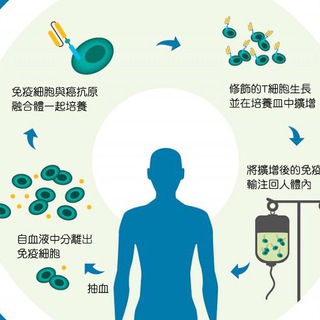 免疫細胞與癌抗原
融合體一起培養
修飾的T細胞生長
並在培養皿中擴增
將擴增後的免疫
輸注回人體內
自血液中分離出
免疫細胞
抽血